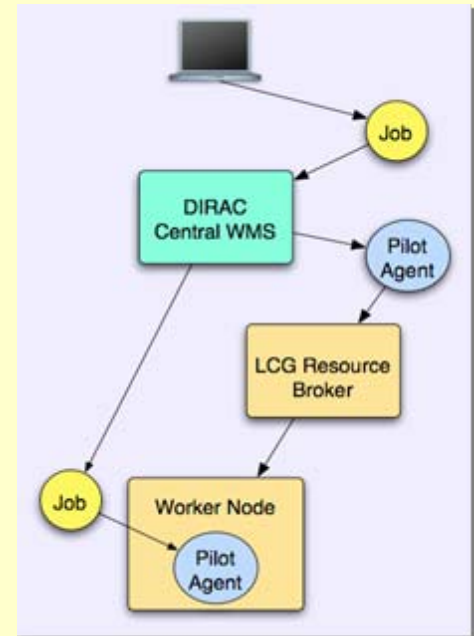 Job
DIRAC
Central WMS
Pilot
Agent
LCG Resource
Broker
Job
Worker Node
Pilot
Agent